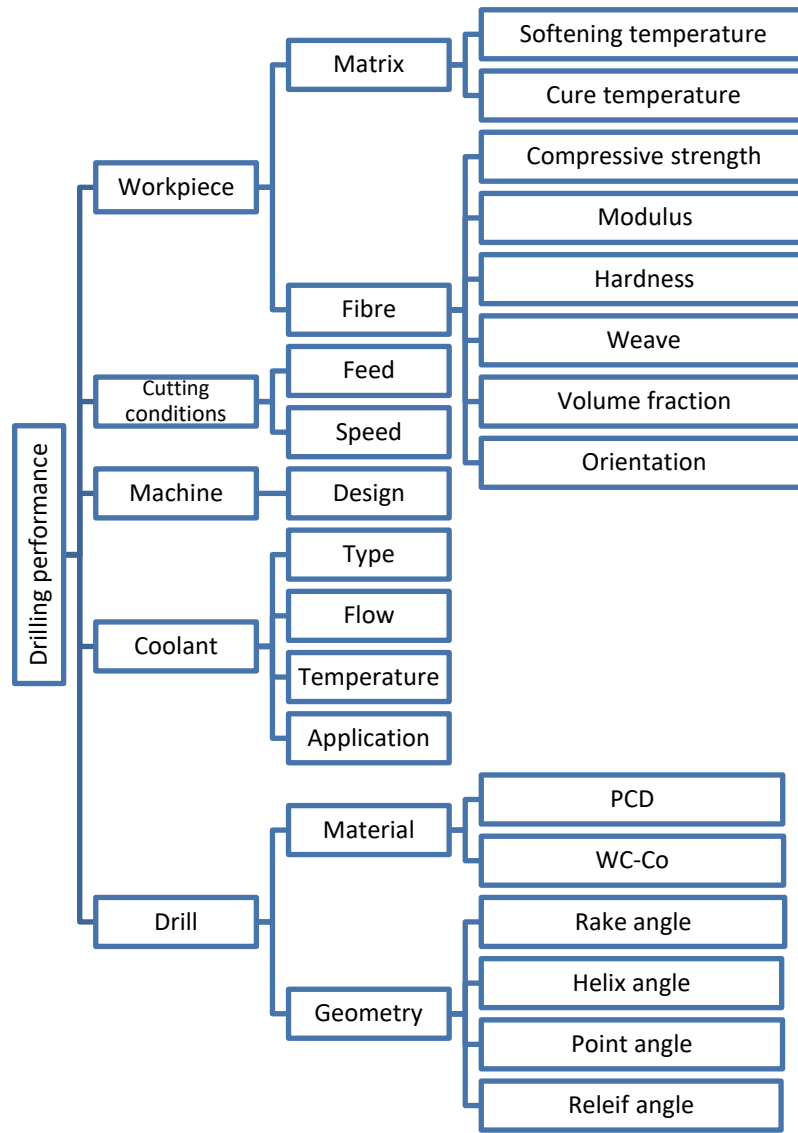 Drilling performance
Workpiece
Matrix
Softening temperature
Cure temperature
Fibre
Compressive strength
Modulus
Hardness
Weave
Volume fraction
Orientation
Cutting
conditions
Feed
Speed
Machine
Design
Coolant
Type
Flow
Temperature
Application
Drill
Material
PCD
WC-Co
Geometry
Rake angle
Helix angle
Point angle
Releif angle